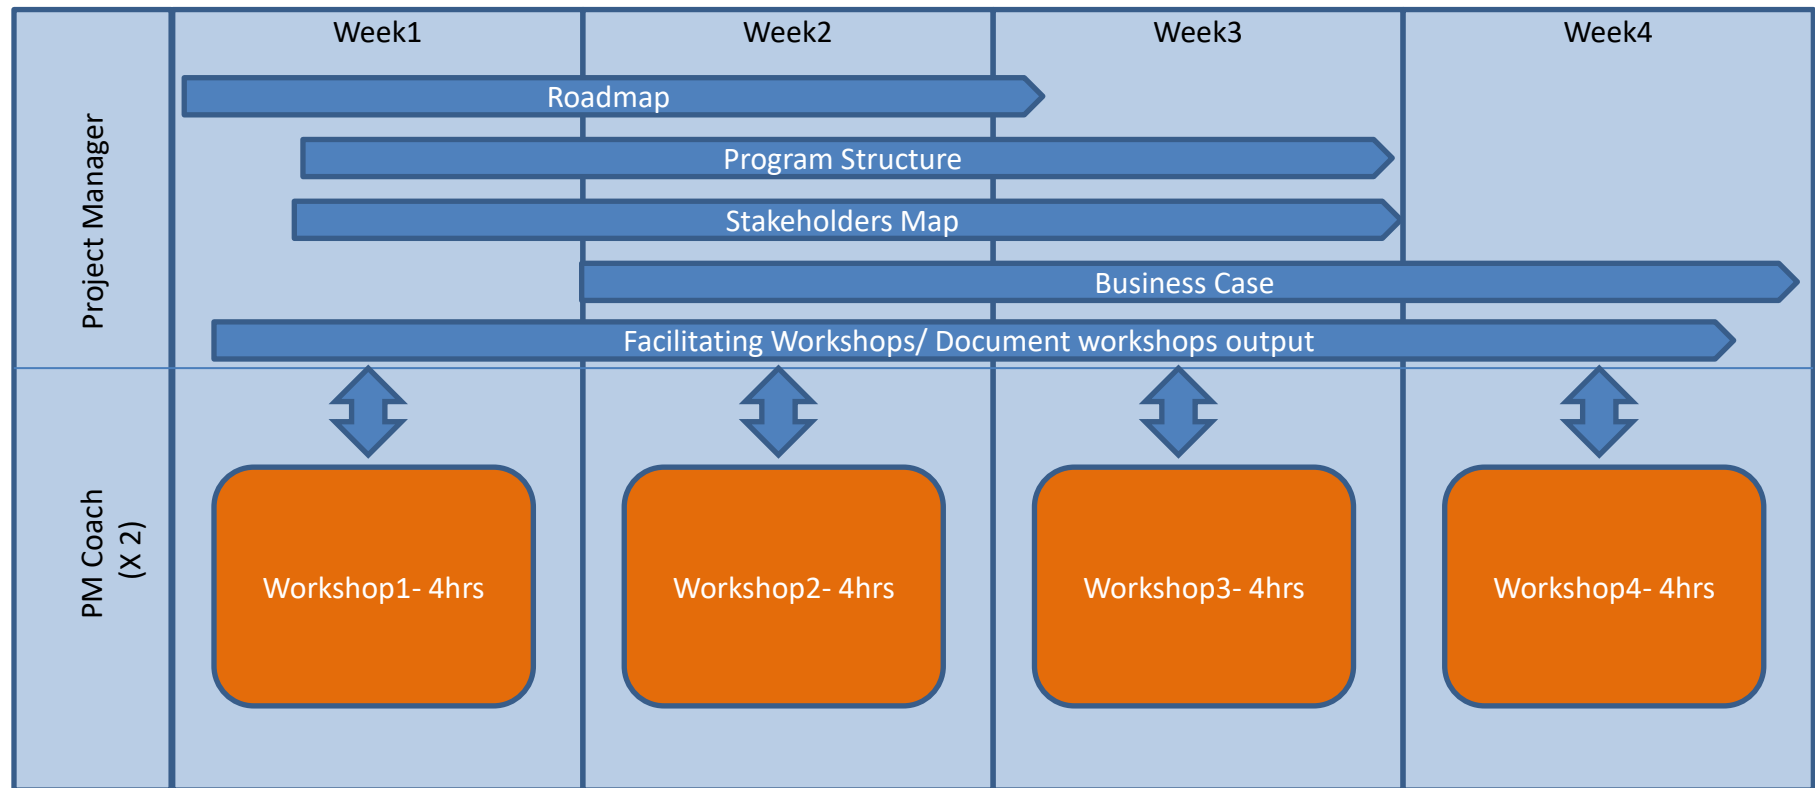 Week1
Week2
Week3
Week4
Project Manager
Roadmap
Program Structure
Stakeholders Map
Business Case
Facilitating Workshops/ Document workshops output
PM Coach
(X 2)
Workshop1- 4hrs
Workshop2- 4hrs
Workshop3- 4hrs
Workshop4- 4hrs